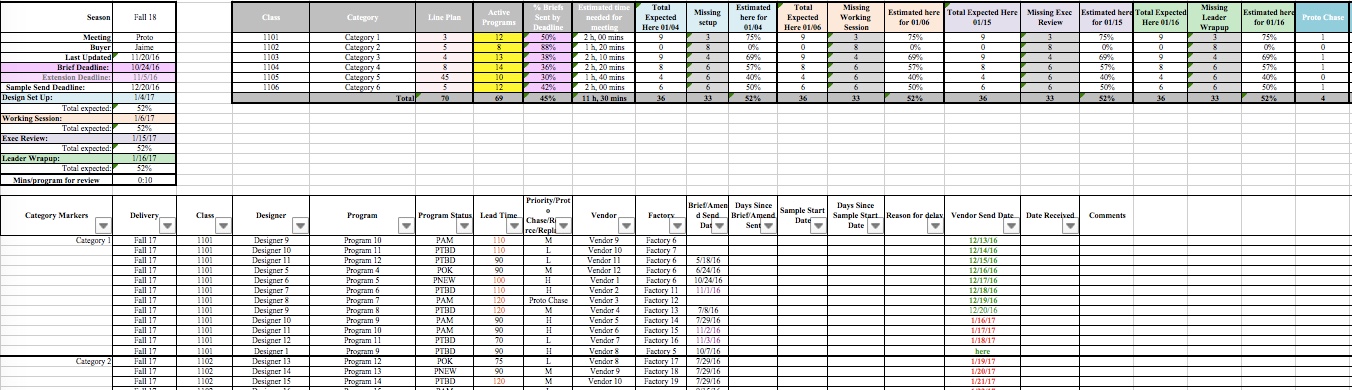 Season Fall 18 Class Category Line Plan Active Programs % Briefs Sent by Deadline Estimated time needed for meeting Total Expected Here 01/04 Missing setup Estimated here for 01/04 Total Expected Here 01/06 Missing Working Session Estimated here for 01/06 Total Expected Here 01/15 Missing Exec Review Estimated here for 01/15 Total Expected Here 01/16 Missing Leader Wrapup Estimated here for 01/16 Proto Chase
Meeting Proto 1101 Category 1 3 12 50% 2 h, 00 mins 9 3 75% 9 3 75% 9 3 75% 9 3 75% 1
Buyer Jaime 1102 Category 2 5 8 88% 1 h, 20 mins 0 8 0% 0 8 0% 0 8 0% 0 8 0% 0
Last Updated 11/20/16 1103 Category 3 4 13 38% 2 h, 10 mins 9 4 69% 9 4 69% 9 4 69% 9 4 69% 1
Brief Deadline: 10/24/16 1104 Category 4 8 14 36% 2 h, 20 mins 8 6 57% 8 6 57% 8 6 57% 8 6 57% 1
Extension Deadline: 11/5/16 1105 Category 5 45 10 30% 1 h, 40 mins 4 6 40% 4 6 40% 4 6 40% 4 6 40% 0
Sample Send Deadline: 12/20/16 1106 Category 6 5 12 42% 2 h, 00 mins 6 6 50% 6 6 50% 6 6 50% 6 6 50% 1
Design Set Up: 1/4/17 Total 70 69 45% 11 h, 30 mins 36 33 52% 36 33 52% 36 33 52% 36 33 52% 4
Total expected: 52%
Working Session: 1/6/17
Total expected: 52%
Exec Review: 1/15/17
Total expected: 52%
Leader Wrapup: 1/16/17
Total expected: 52%
Mins/program for review 0:10
Category Markers Delivery Class Designer Program Program Status Lead Time Priority/Proto Chase/ Vendor Factory Brief/Amend Send Dat Days Since Brief/Amend Sent Sample Start Date Days Since Sample Start Date Reason for delay Vendor Send Date Date Received Comments
Category 1 Fall 17 1101 Designer 9 Program 10 PAM 110 M Vendor 9 Factory 6 12/13/16
Fall 17 1101 Designer 10 Program 11 PTBD 110 L Vendor 10 Factory 7 12/14/16
Fall 17 1101 Designer 11 Program 12 PTBD 90 L Vendor 11 Factory 6 5/18/16 12/15/16
Fall 17 1101 Designer 5 Program 4 POK 90 M Vendor 12 Factory 6 6/24/16 12/16/16
Fall 17 1101 Designer 6 Program 5 PNEW 100 H Vendor 1 Factory 6 10/24/16 12/17/16
Fall 17 1101 Designer 7 Program 6 PTBD 110 H Vendor 2 Factory 11 11/1/16 12/18/16
Fall 17 1101 Designer 8 Program 7 PAM 120 Proto Chase Vendor 3 Factory 12 12/19/16
Fall 17 1101 Designer 9 Program 8 PTBD 120 M Vendor 4 Factory 13 7/8/16 12/20/16
Fall 17 1101 Designer 10 Program 9 PAM 90 H Vendor 5 Factory 14 7/29/16 1/16/17
Fall 17 1101 Designer 11 Program 10 PAM 90 H Vendor 6 Factory 15 11/2/16 1/17/17
Fall 17 1101 Designer 12 Program 11 PTBD 70 L Vendor 7 Factory 16 11/3/16 1/18/17
Fall 17 1101 Designer 1 Program 9 PTBD 90 H Vendor 8 Factory 5 10/7/16 here
Category 2 Fall 17 1102 Designer 13 Program 12 POK 75 L Vendor 8 Factory 17 7/29/16 1/19/17
Fall 17 1102 Designer 14 Program 13 PNEW 90 M Vendor 9 Factory 18 7/29/16 1/20/17
Fall 17 1102 Designer 15 Program 14 PTBD 120 M Vendor 10 Factory 19 7/29/16 1/21/17